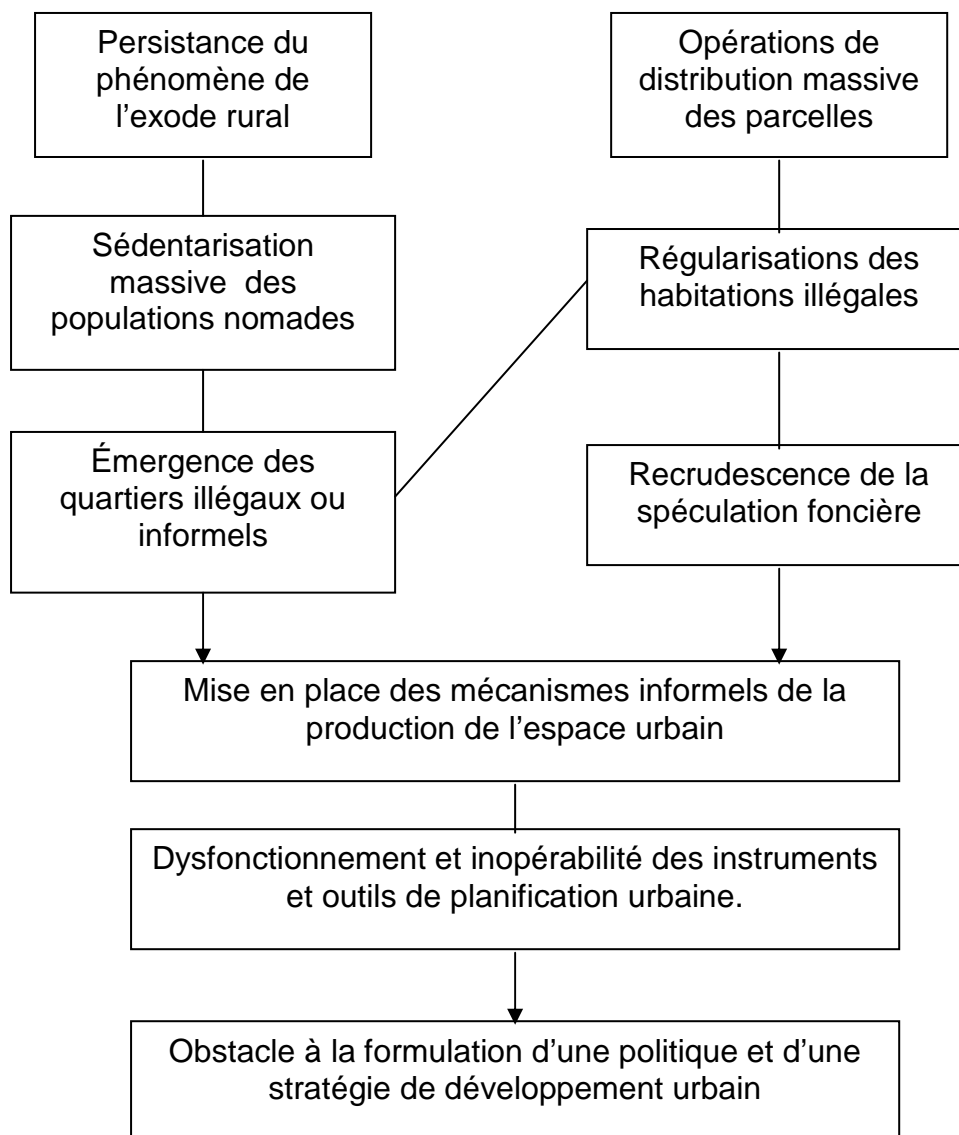 Persistance du
phénomène de
l'exode rural
Opérations de
distribution massive
des parcelles
Sédentarisation
massive  des
populations nomades
Régularisations des
habitations illégales
Émergence des
quartiers illégaux ou
informels
Recrudescence de la
spéculation foncière
Mise en place des mécanismes informels de la
production de l'espace urbain
Dysfonctionnement et inopérabilité des instruments
et outils de planification urbaine.
Obstacle à la formulation d'une politique et d'une
stratégie de développement urbain